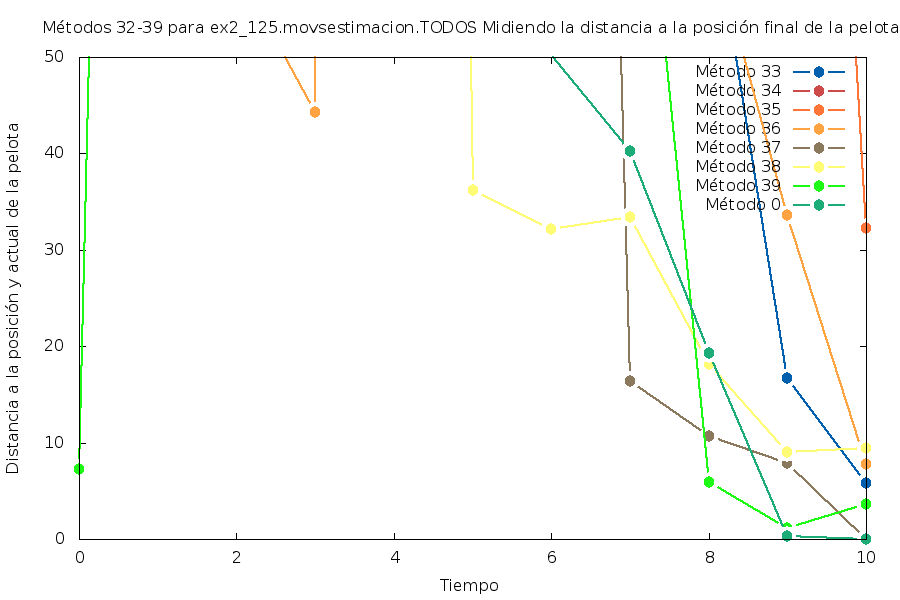 Métodos 32-39 para ex2_125.movsestimacion.TODOS Midiendo la distancia a la posición final de la pelota
Distancia a la posición y actual de la pelota
50
40
30
20
10
0
Método 33
Método 34
Método 35
Método 36
Método 37
Método 38
Método 39
Método 0
0 2 4 6 8 10
Tiempo